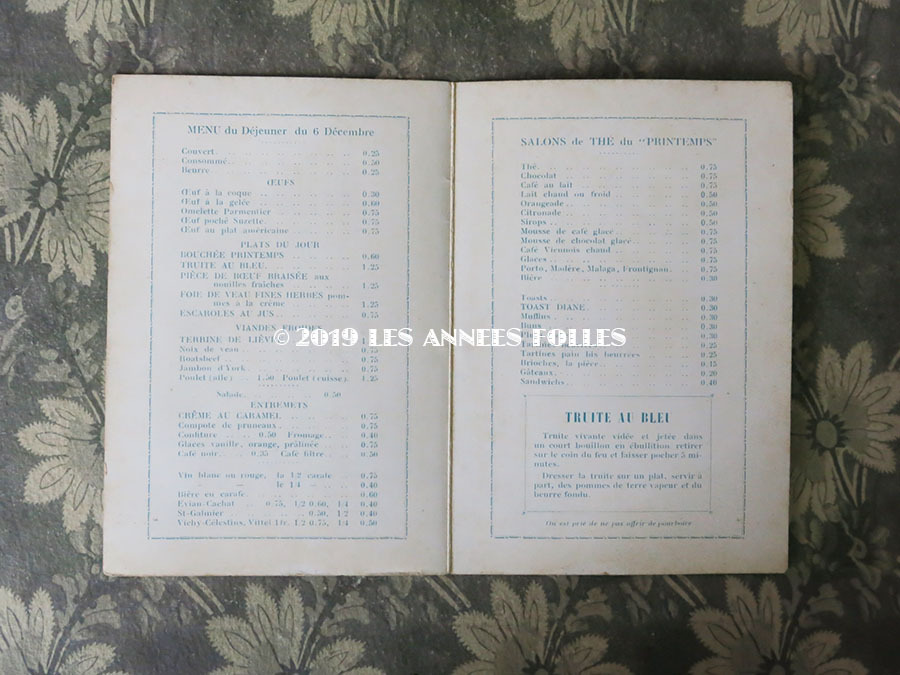 MENU du Déjeuner du 6 Décembre
Couvert 0.25
Consommé 0.50
Beurre 0.25
ŒUFS
Œuf à la coque 0.30
Œuf à la gelée 0.60
Omelette Parmentier 0.75
Œuf poché Suzette 0.75
Œuf au plat américaine 0.75
PLATS DU JOUR
BOUCHÉE PRINTEMPS 0.60
TRUITE AU BLEU 1.25
PIÈCE DE BŒUF BRAISÉE aux
nouilles fraîches 1.25
FOIE DE VEAU FINES HERBES pom-
mes à la crème 1.25
ESCAROLES AU JUS 0.75
VIANDES FROIDES
TERRINE DE LIÈVRE
Noix de veau 0.75
Roatsbeef 0.75
Jambon d'York 0.75
Poulet (aile) 1.50 Poulet (cuisse) 1.25
Salade 0.50
ENTREMETS
CRÊME AU CARAMEL 0.75
Compote de pruneaux 0.75
Confiture 0.50 Fromage 0.40
Glaces vanille, orange, prâlinée 0.75
Café noir 0.35 Café filtre 0.50
Vin blanc ou rouge, la 1/2 carafe 0.75
le 1/4 — 0.40
Bière en carafe 0.60
Evian-Cachat 0.75, 1/2 0.60, 1/4 0.40
St-Galmier 0.50, 1/2 0.40
Vichy-Célestins, Vittel 1re, 1/2 0.75, 1/4 0.50
SALONS de THÉ du "PRINTEMPS"
Thé 0.75
Chocolat 0.75
Café au lait 0.75
Lait chaud ou froid 0.50
Orangeade 0.50
Citronade 0.50
Sirops 0.50
Mousse de café glacé 0.75
Mousse de chocolat glacé 0.75
Café Viennois chaud 0.75
Glaces 0.75
Porto, Madère, Malaga, Frontignan 0.75
Bière 0.30
Toasts 0.30
TOAST DIANE 0.30
Muffins 0.30
Buns 0.30
0.30
0.25
Tartines pain bis beurrées 0.25
Brioches, la pièce 0.15
Gâteaux 0.20
Sandwichs 0.40
TRUITE AU BLEU
Truite vivante vidée et jetée dans
un court bouillon en ébullition retirer
sur le coin du feu et laisser pocher 5 mi-
nutes.
Dresser la truite sur un plat, servir à
part, des pommes de terre vapeur et du
beurre fondu.
On est prié de ne pas offrir de pourboire
© 2019 LES ANNEES FOLLES